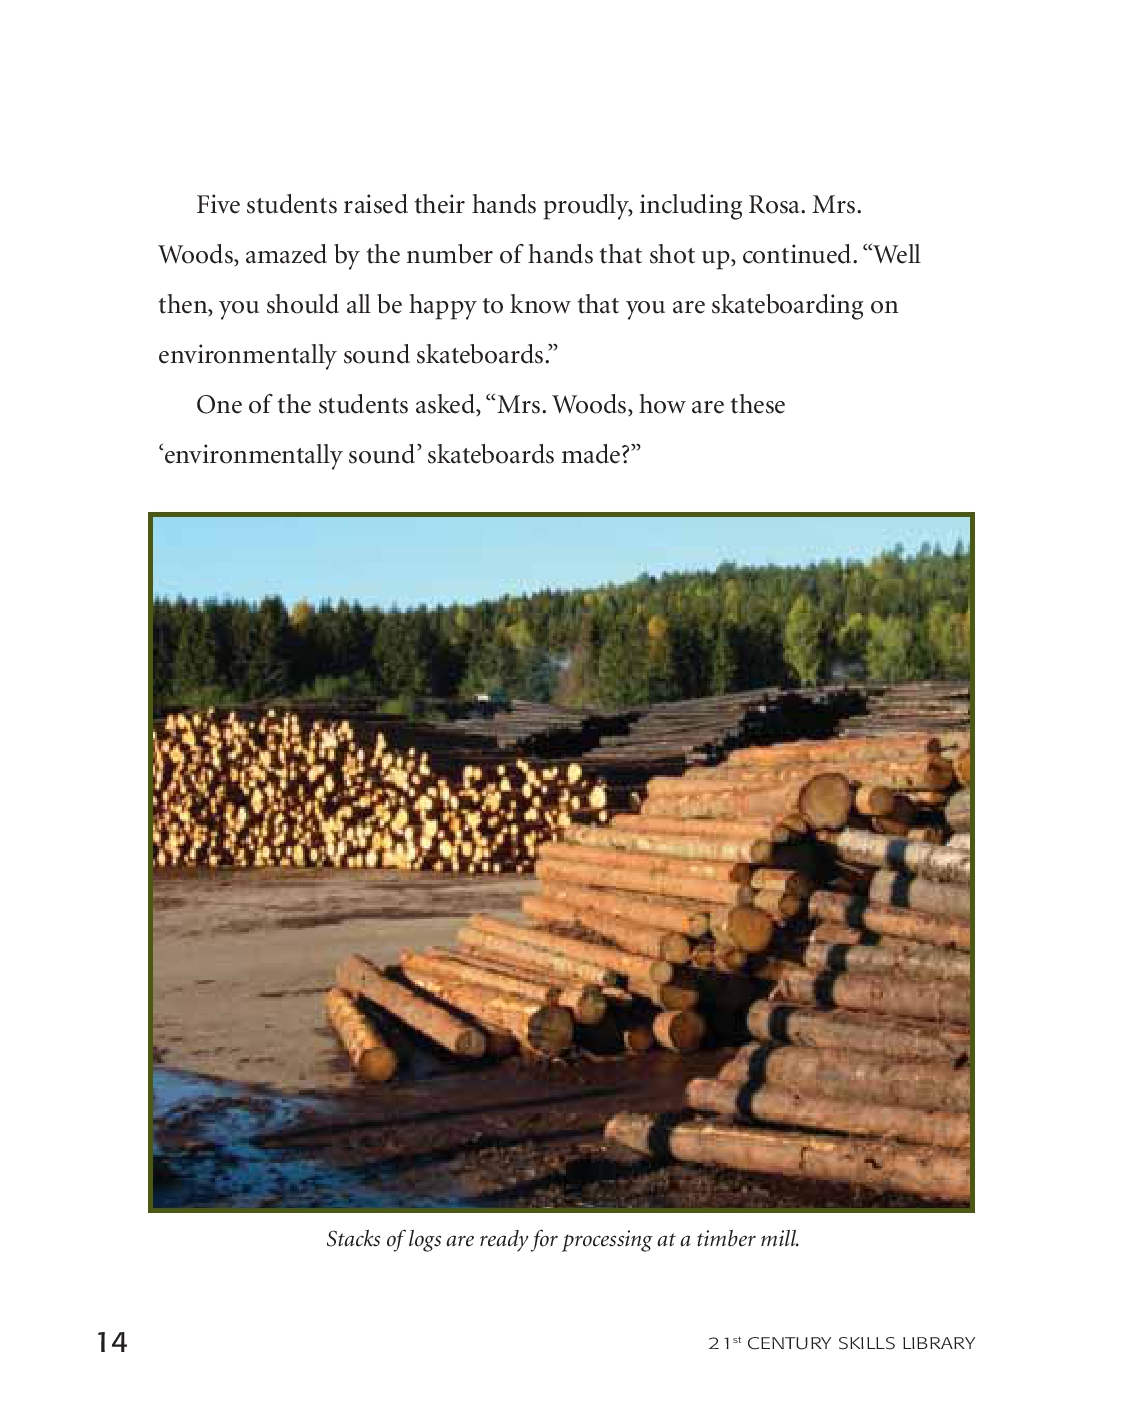 Five students raised their hands proudly, including Rosa. Mrs.
Woods, amazed by the number of hands that shot up, continued. “Well
then, you should all be happy to know that you are skateboarding on
environmentally sound skateboards.”
One of the students asked, “Mrs. Woods, how are these
‘environmentally sound’ skateboards made?”
Stacks of logs are ready for processing at a timber mill.
14
21st CENTURY SKILLS LIBRARY